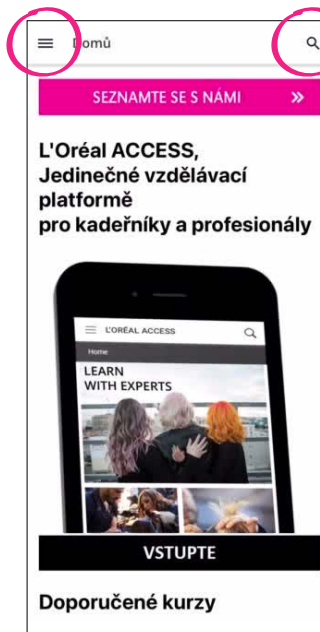 Domů
SEZNAMTE SE S NÁMI »
L'Oréal ACCESS,
Jedinečné vzdělávací
platformě
pro kadeřníky a profesionály
L'ORÉAL ACCESS
Home
LEARN
WITH EXPERTS
VSTUPTE
Doporučené kurzy